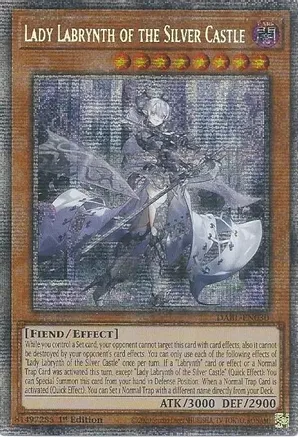 LADY LABRYNTH OF THE SILVER CASTLE
[FIEND/EFFECT]
While you control a Set card, your opponent cannot target this card with card effects, also it cannot
be destroyed by your opponent's card effects. You can only use each of the following effects of
"Lady Labrynth of the Silver Castle" once per turn. If a "Labrynth" card or effect or a Normal
Trap Card was activated this turn, except "Lady Labrynth of the Silver Castle" (Quick Effect): You
can Special Summon this card from your hand in Defense Position. When a Normal Trap Card is
activated (Quick Effect): You can Set 1 Normal Trap with a different name directly from your Deck.
ATK/3000 DEF/2900
1st Edition